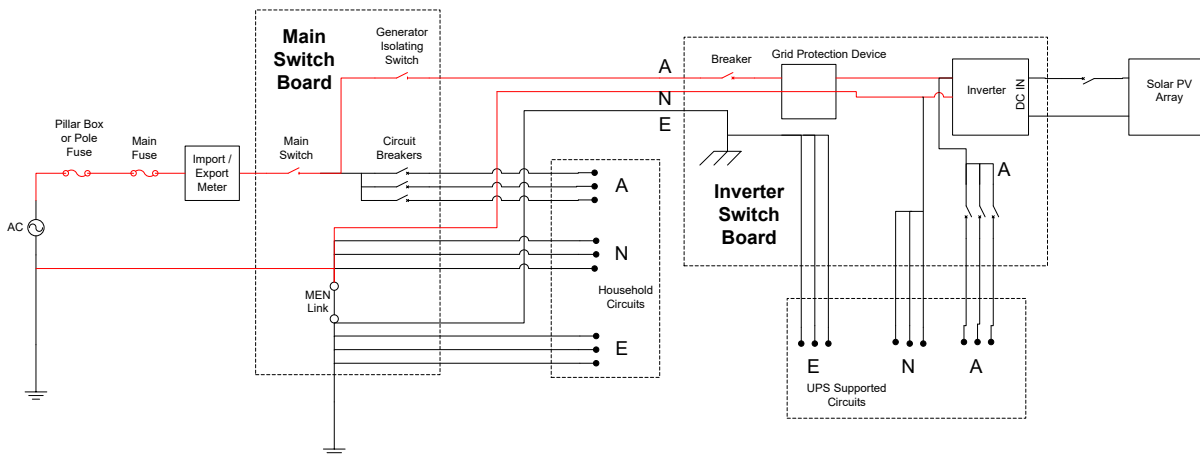 Main
Switch
Board
Generator
Isolating
Switch
Pillar Box
or Pole
Fuse
Main
Fuse
Import /
Export
Meter
Main
Switch
Circuit
Breakers
AC
MEN
Link
A
N
E
Household
Circuits
A
N
E
Breaker
Grid Protection Device
Inverter
DC IN
Solar PV
Array
Inverter
Switch
Board
A
E
N
A
UPS Supported
Circuits